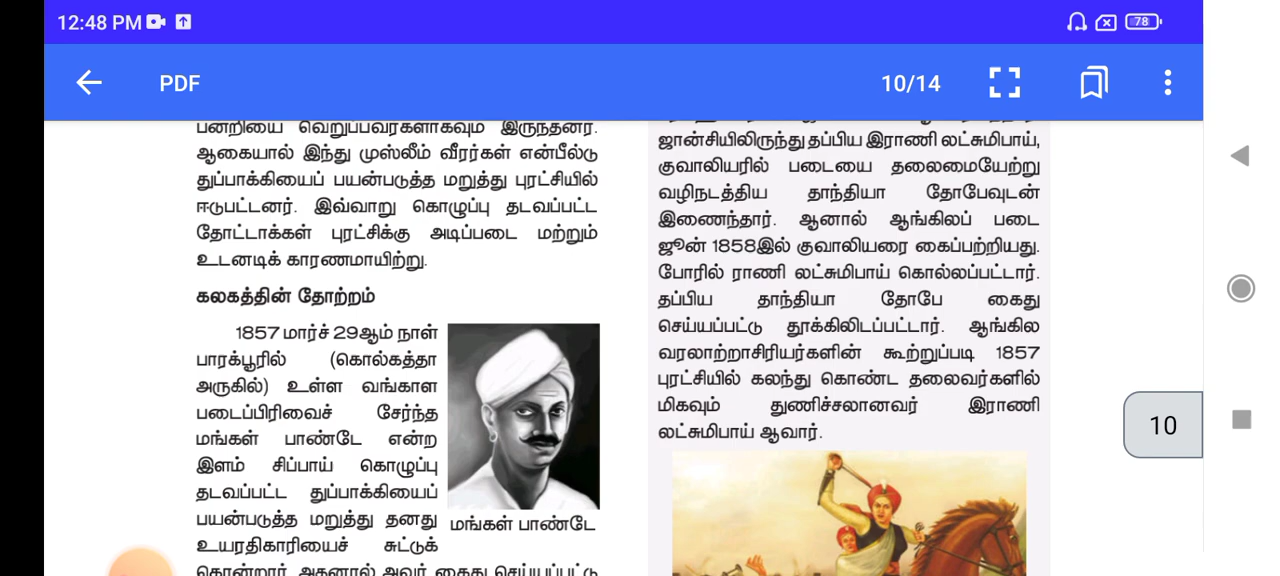 12:48 PM
78
PDF
10/14
பன்றியை வெறுப்பவர்களாகவும் இருந்தனர்.
ஆகையால் இந்து முஸ்லீம் வீரர்கள் என்பீல்டு
துப்பாக்கியைப் பயன்படுத்த மறுத்து புரட்சியில்
ஈடுபட்டனர். இவ்வாறு கொழுப்பு தடவப்பட்ட
தோட்டாக்கள் புரட்சிக்கு அடிப்படை மற்றும்
உடனடிக் காரணமாயிற்று.
கலகத்தின் தோற்றம்
1857 மார்ச் 29ஆம் நாள்
பாரக்பூரில் (கொல்கத்தா
அருகில்) உள்ள வங்காள
படைப்பிரிவைச் சேர்ந்த
மங்கள் பாண்டே என்ற
இளம் சிப்பாய் கொழுப்பு
தடவப்பட்ட துப்பாக்கியைப்
பயன்படுத்த மறுத்து தனது
உயரதிகாரியைச் சுட்டுக்
கொன்றார். அதனால் அவர் கைது செய்யப்பட்டு
மங்கள் பாண்டே
ஜான்சியிலிருந்து தப்பிய இராணி லட்சுமிபாய்,
குவாலியரில் படையை தலைமையேற்று
வழிநடத்திய தாந்தியா தோபேவுடன்
இணைந்தார். ஆனால் ஆங்கிலப் படை
ஜூன் 1858இல் குவாலியரை கைப்பற்றியது.
போரில் ராணி லட்சுமிபாய் கொல்லப்பட்டார்.
தப்பிய தாந்தியா தோபே கைது
செய்யப்பட்டு தூக்கிலிடப்பட்டார். ஆங்கில
வரலாற்றாசிரியர்களின் கூற்றுப்படி 1857
புரட்சியில் கலந்து கொண்ட தலைவர்களில்
மிகவும் துணிச்சலானவர் இராணி
லட்சுமிபாய் ஆவார்.
10